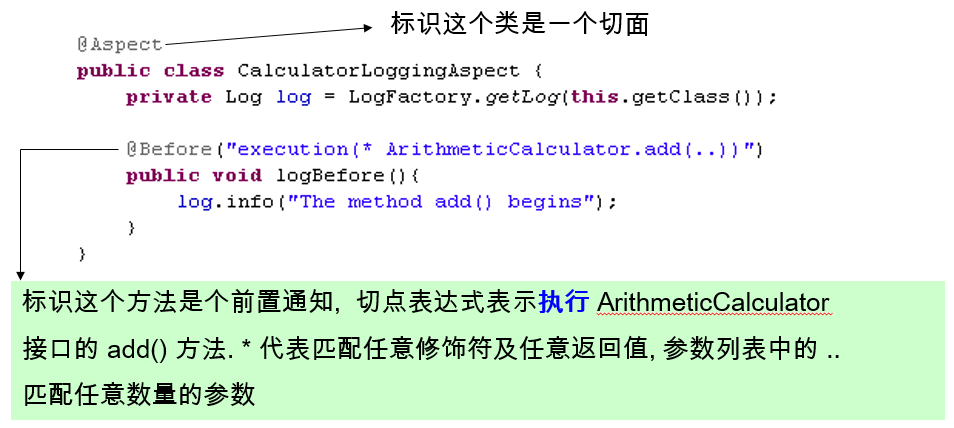 标识这个类是一个切面
@Aspect
public class CalculatorLoggingAspect {
private Log log = LogFactory.getLog(this.getClass());
@Before("execution(* ArithmeticCalculator.add(..))")
public void logBefore(){
log.info("The method add() begins");
}
}
标识这个方法是个前置通知, 切点表达式表示执行 ArithmeticCalculator
接口的 add() 方法. * 代表匹配任意修饰符及任意返回值, 参数列表中的 ..
匹配任意数量的参数